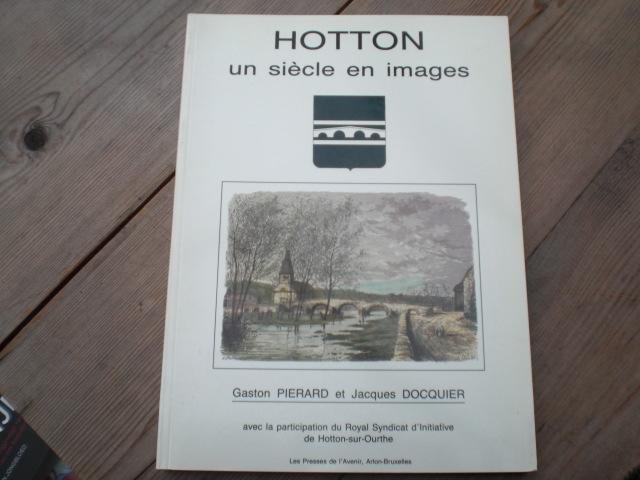 HOTTON
un siècle en images
Gaston PIERARD et Jacques DOCQUIER
avec la participation du Royal Syndicat d'Initiative
de Hotton-sur-Ourthe
Les Presses de l'Avenir, Arlon-Bruxelles